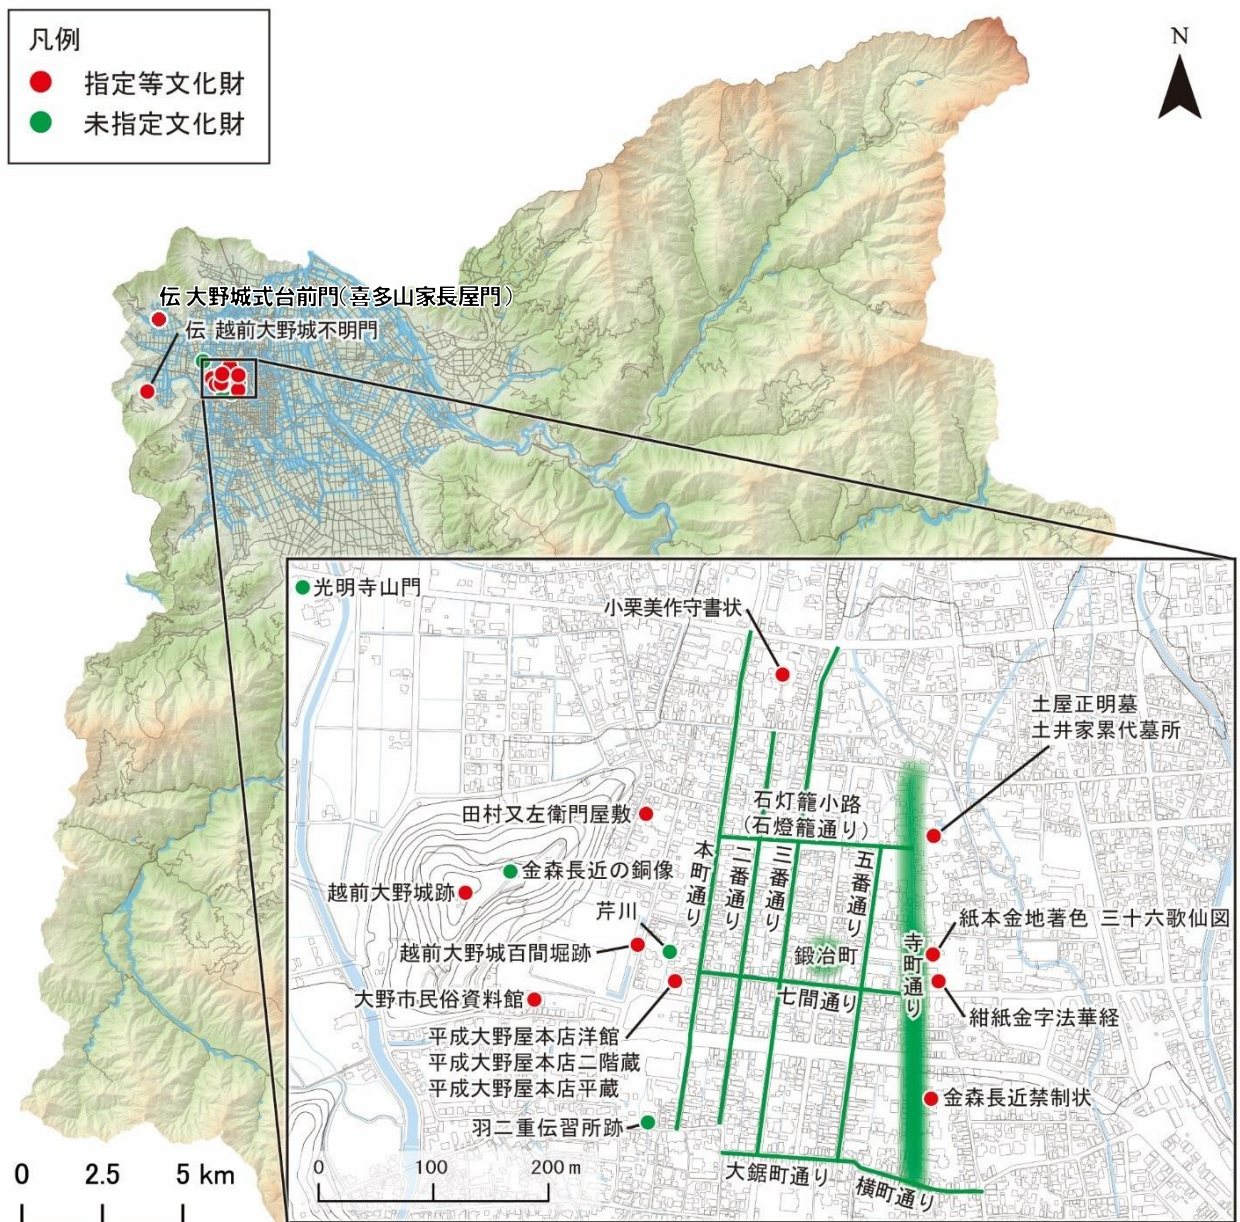 凡例
指定等文化財
未指定文化財
N
伝 大野城式台前門(喜多山家長屋門)
伝 越前大野城不明門
光明寺山門
小栗美作守書状
土屋正明墓
土井家累代墓所
田村又左衛門屋敷
石灯籠小路
(石燈籠通り)
本町通り
二番通り
三番通り
五番通り
金森長近の銅像
越前大野城跡
芹川
越前大野城百間堀跡
鍛冶町
寺町通り
紙本金地著色 三十六歌仙図
大野市民俗資料館
七間通り
紺紙金字法華経
平成大野屋本店洋館
平成大野屋本店二階蔵
平成大野屋本店平蔵
金森長近禁制状
羽二重伝習所跡
大鋸町通り
横町通り
0 100 200 m
0 2.5 5 km